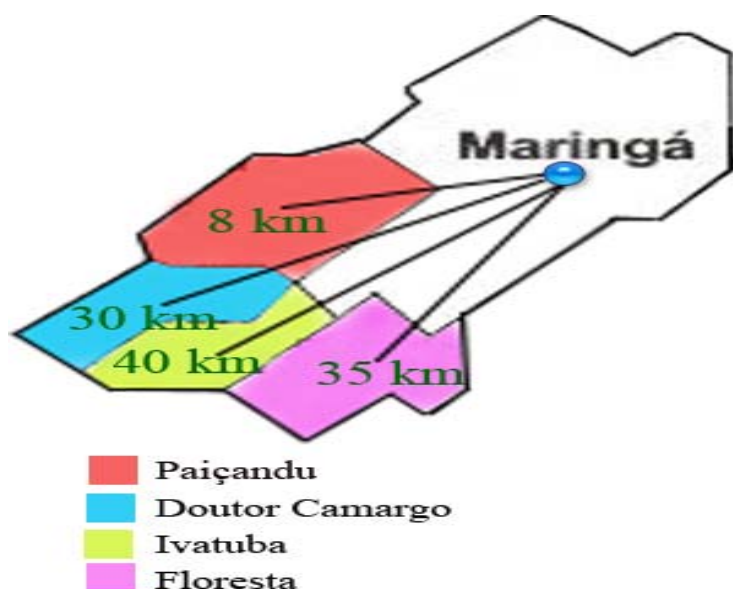 Maringá
8 km
30 km
40 km
35 km
Paiçandu
Doutor Camargo
Ivatuba
Floresta